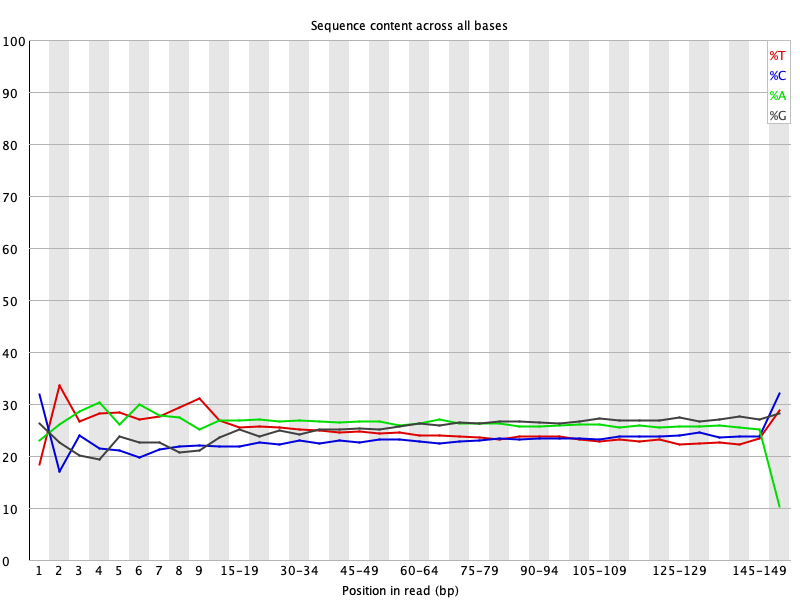 Sequence content across all bases
100
90
80
70
60
50
40
30
20
10
0
%T
%C
%A
%G
1 2 3 4 5 6 7 8 9 15-19 30-34 45-49 60-64 75-79 90-94 105-109 125-129 145-149
Position in read (bp)